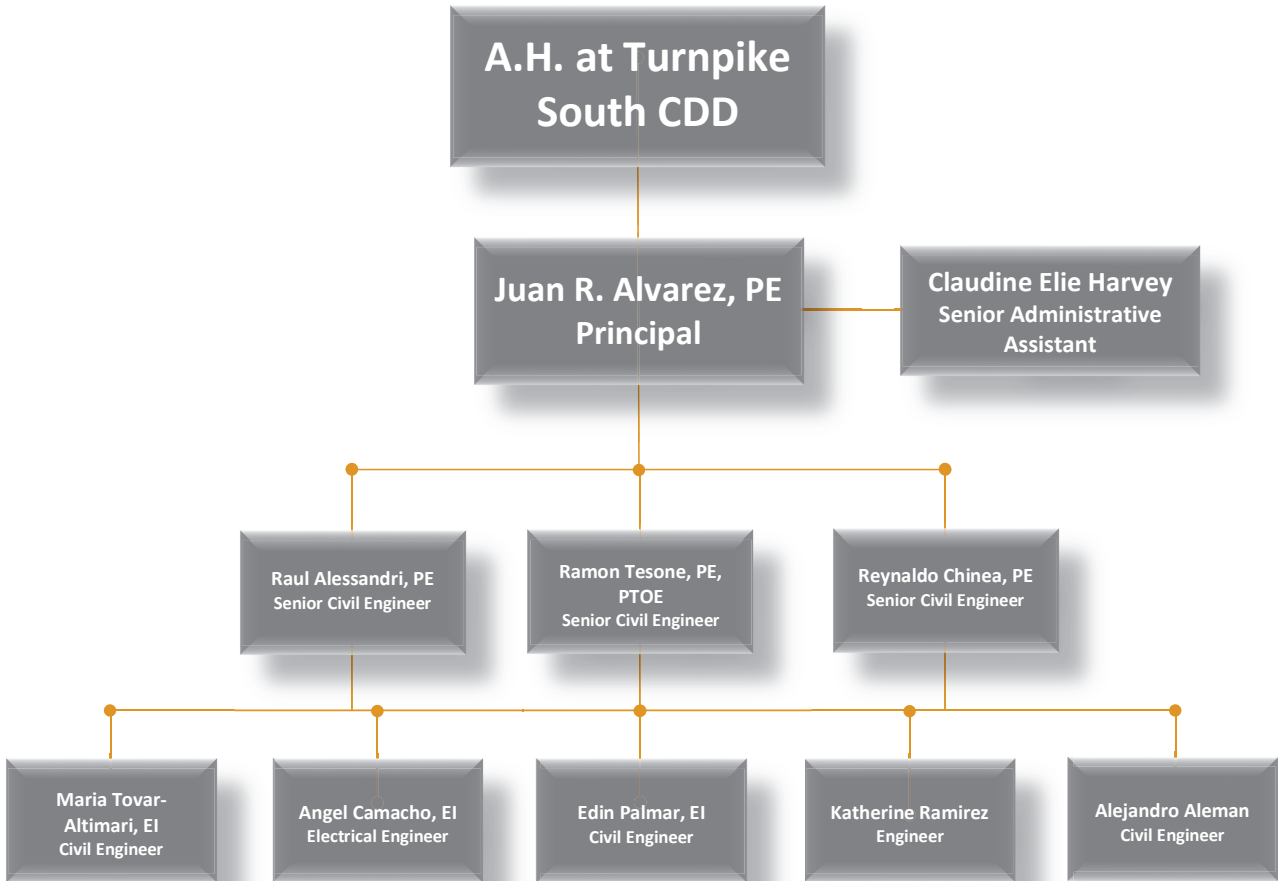 A.H. at Turnpike
South CDD
Juan R. Alvarez, PE
Principal
Claudine Elie Harvey
Senior Administrative
Assistant
Raul Alessandri, PE
Senior Civil Engineer
Ramon Tesone, PE,
PTOE
Senior Civil Engineer
Reynaldo Chinea, PE
Senior Civil Engineer
Maria Tovar-
Altimari, EI
Civil Engineer
Angel Camacho, EI
Electrical Engineer
Edin Palmar, EI
Civil Engineer
Katherine Ramirez
Engineer
Alejandro Aleman
Civil Engineer